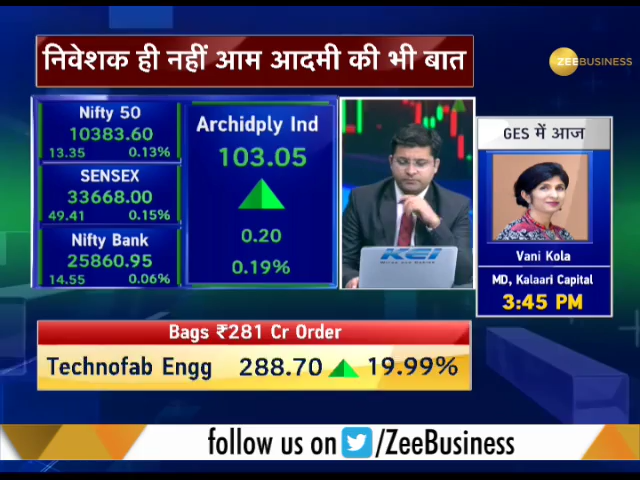 निवेशक ही नहीं आम आदमी की भी बात
ZEEBUSINESS
Nifty 50
10383.60
13.35 0.13%
SENSEX
33668.00
49.41 0.15%
Nifty Bank
25860.95
14.55 0.06%
Archidply Ind
103.05
0.20
0.19%
KEI
GES में आज
Vani Kola
MD, Kalaari Capital
3:45 PM
Bags ₹281 Cr Order
Technofab Engg 288.70 19.99%
follow us on /ZeeBusiness